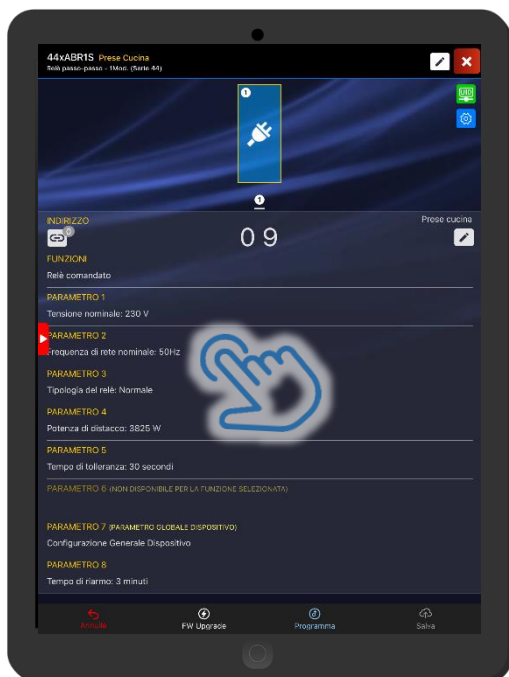 44xABR1S Prese Cucina
Relè passo-passo - 1Mod. (Serie 44)
1
UID
1
INDIRIZZO
Prese cucina
0
0 9
FUNZIONI
Relè comandato
PARAMETRO 1
Tensione nominale: 230 V
PARAMETRO 2
Frequenza di rete nominale: 50Hz
PARAMETRO 3
Tipologia del relè: Normale
PARAMETRO 4
Potenza di distacco: 3825 W
PARAMETRO 5
Tempo di tolleranza: 30 secondi
PARAMETRO 6 (NON DISPONIBILE PER LA FUNZIONE SELEZIONATA)
PARAMETRO 7 (PARAMETRO GLOBALE DISPOSITIVO)
Configurazione Generale Dispositivo
PARAMETRO 8
Tempo di riarmo: 3 minuti
Annulla
FW Upgrade
Programma
Salva